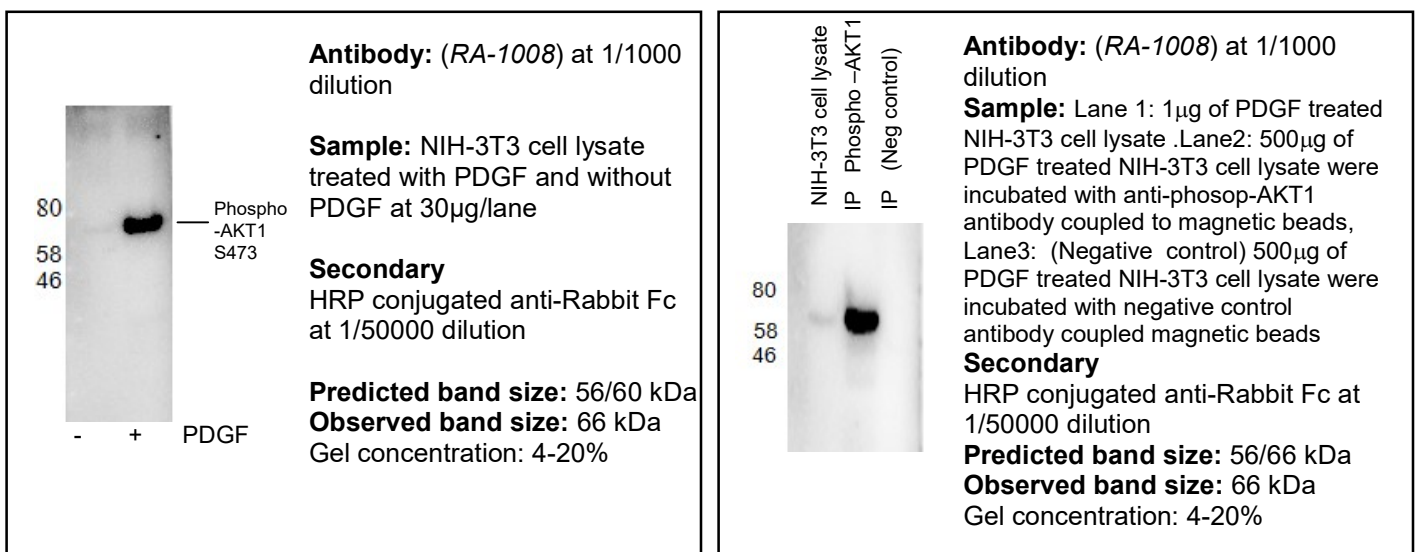 80
58
46
Phospho
-AKT1
S473
- + PDGF
Antibody: (RA-1008) at 1/1000
dilution
Sample: NIH-3T3 cell lysate
treated with PDGF and without
PDGF at 30µg/lane
Secondary
HRP conjugated anti-Rabbit Fc
at 1/50000 dilution
Predicted band size: 56/60 kDa
Observed band size: 66 kDa
Gel concentration: 4-20%
NIH-3T3 cell lysate
IP Phospho –AKT1
IP (Neg control)
80
58
46
Antibody: (RA-1008) at 1/1000
dilution
Sample: Lane 1: 1µg of PDGF treated
NIH-3T3 cell lysate .Lane2: 500µg of
PDGF treated NIH-3T3 cell lysate were
incubated with anti-phosop-AKT1
antibody coupled to magnetic beads,
Lane3: (Negative control) 500µg of
PDGF treated NIH-3T3 cell lysate were
incubated with negative control
antibody coupled magnetic beads
Secondary
HRP conjugated anti-Rabbit Fc at
1/50000 dilution
Predicted band size: 56/66 kDa
Observed band size: 66 kDa
Gel concentration: 4-20%